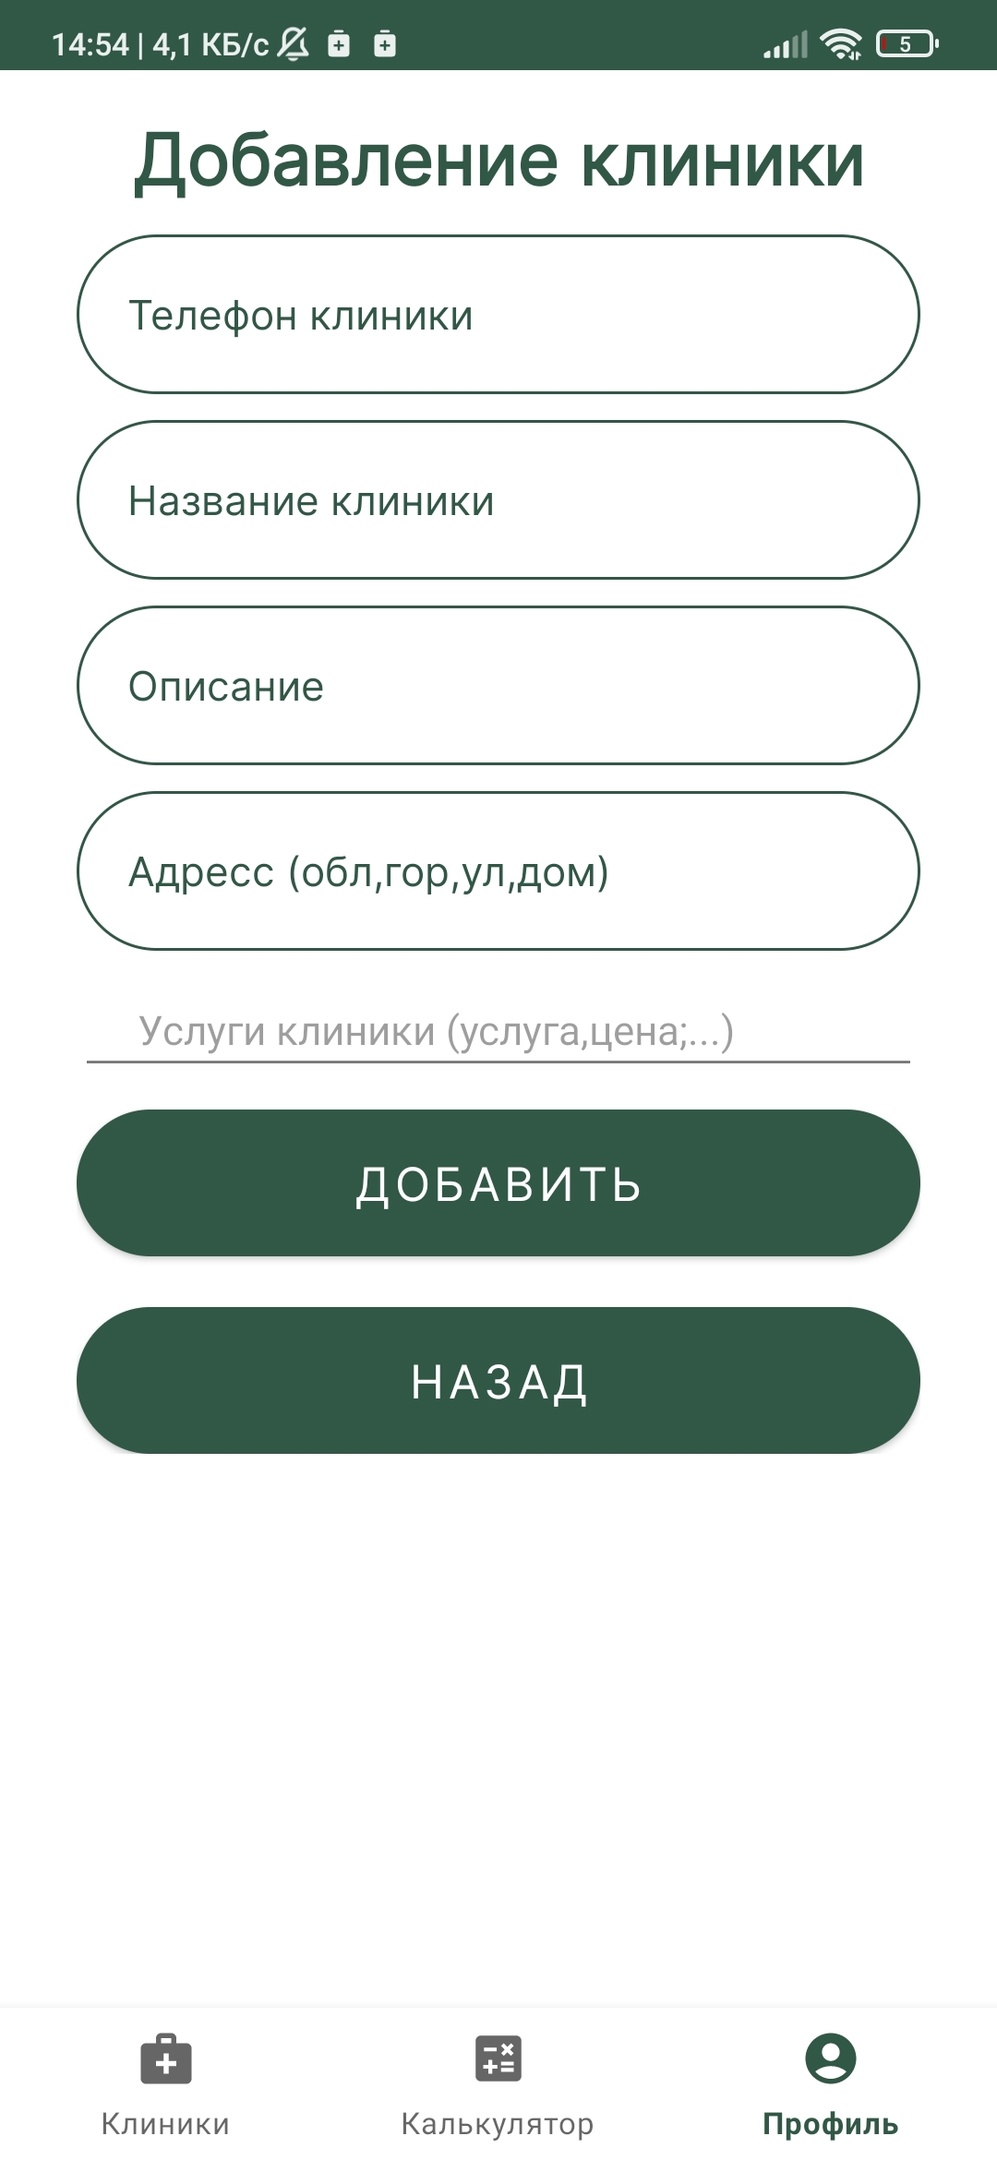 14:54 | 4,1 КБ/с 5
Добавление клиники
Телефон клиники
Название клиники
Описание
Адресс (обл,гор,ул,дом)
Услуги клиники (услуга,цена;...)
ДОБАВИТЬ
НАЗАД
Клиники Калькулятор Профиль